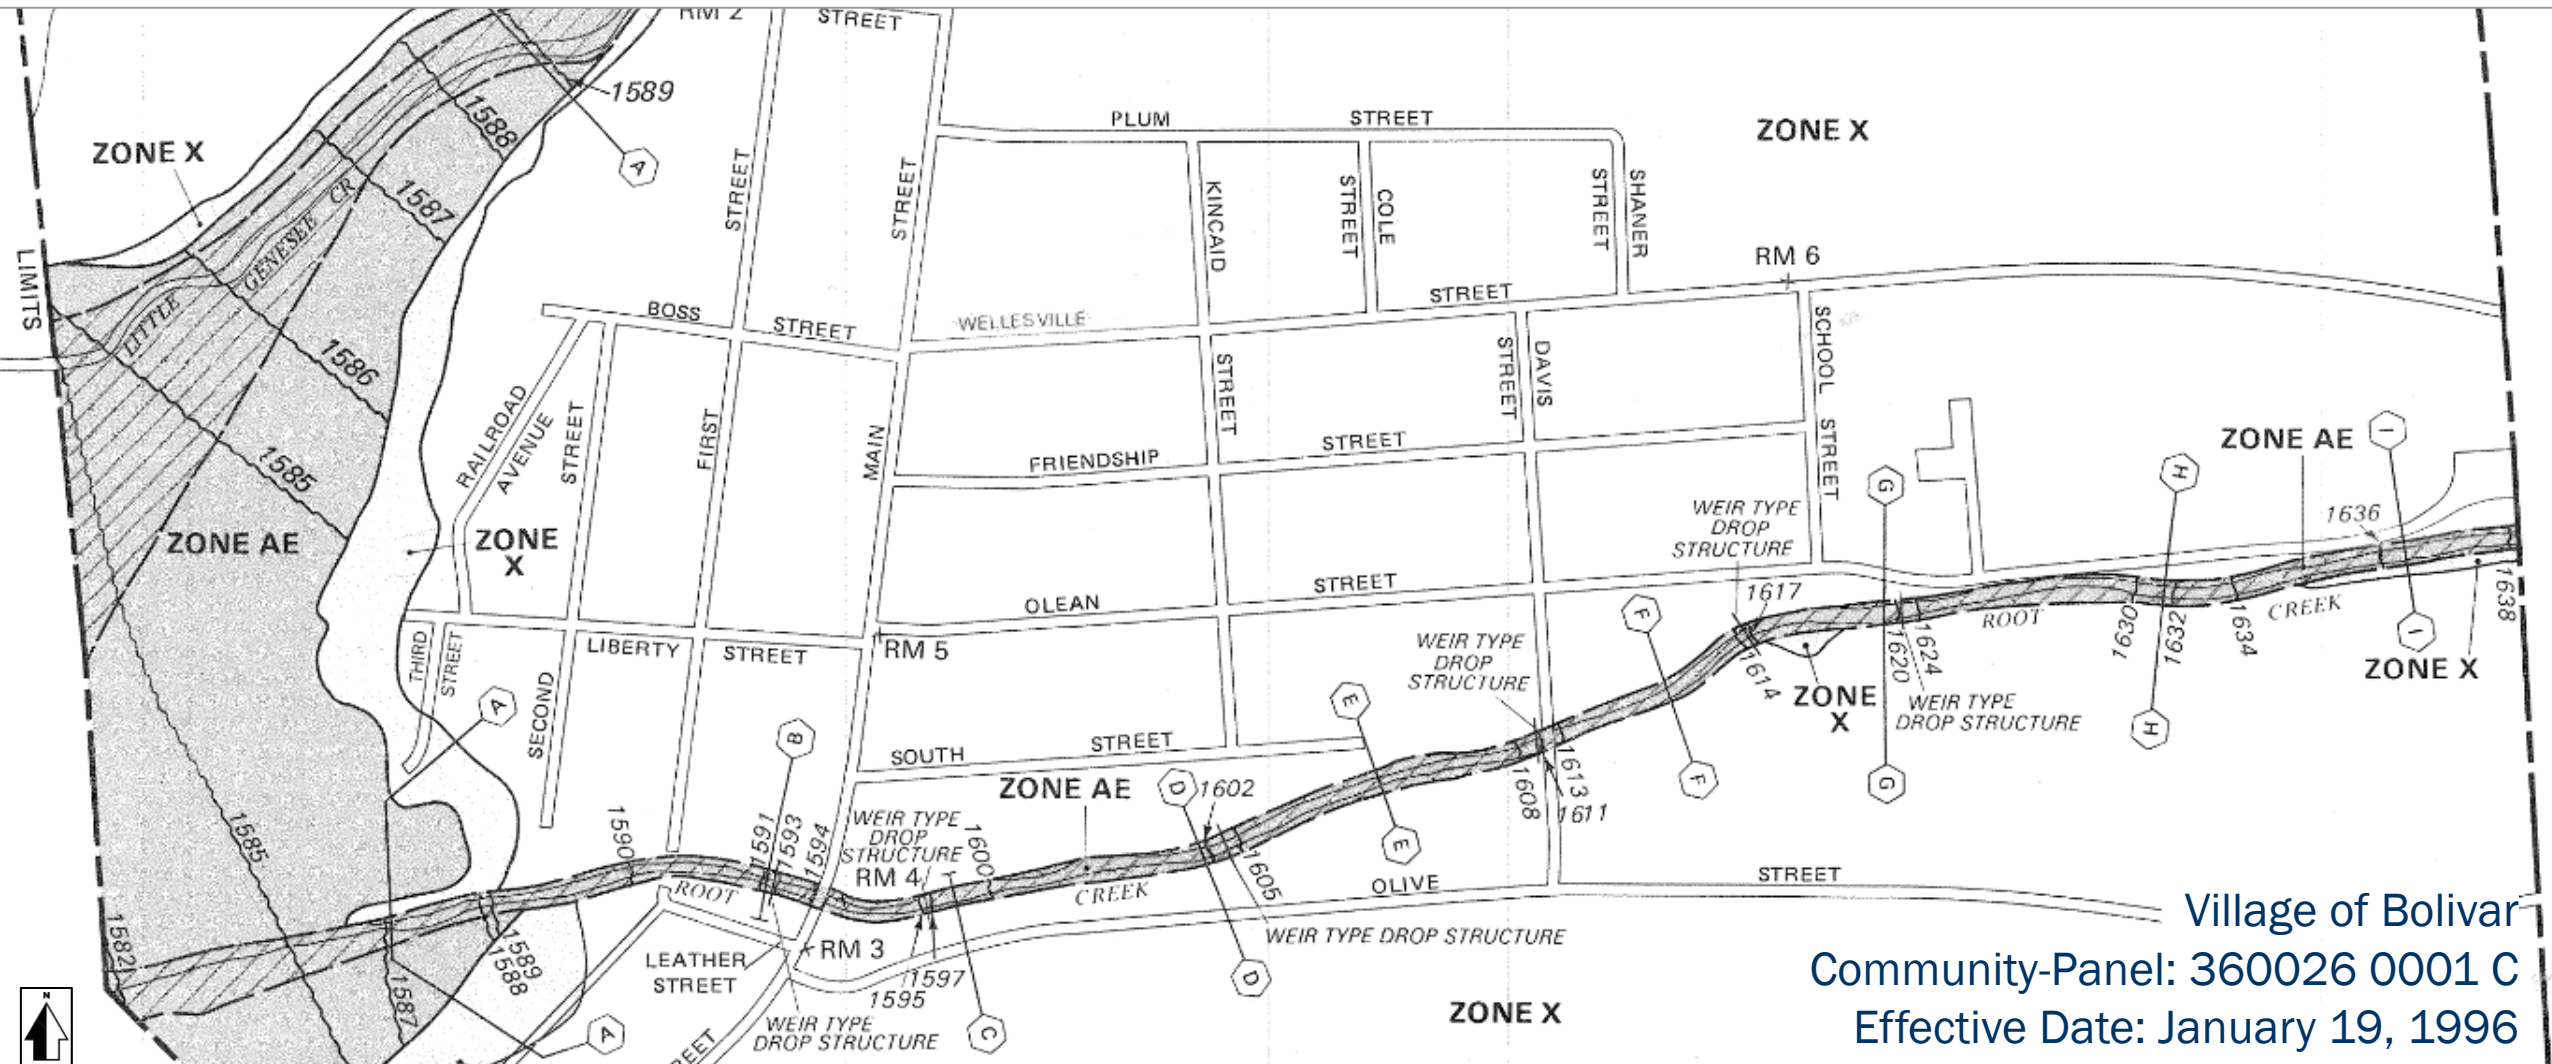 RM 2
STREET
1589
1588
A
ZONE X
1587
LITTLE GENESEE CR
PLUM STREET
ZONE X
STREET
STREET
KINCAID
STREET
COLE
STREET
SHANER
RM 6
LIMITS
BOSS STREET
WELLESVILLE STREET
1586
1585
ZONE AE
RAILROAD
AVENUE
STREET
FIRST
MAIN
STREET
STREET
DAVIS
SCHOOL STREET
FRIENDSHIP STREET
ZONE
X
ZONE AE
I
H
G
1636
WEIR TYPE
DROP
STRUCTURE
OLEAN STREET
1617
F
ROOT CREEK
1630
1632
1634
1638
I
ZONE X
THIRD
STREET
LIBERTY STREET
RM 5
WEIR TYPE
DROP
STRUCTURE
1614
1620
1624
ZONE
X
WEIR TYPE
DROP STRUCTURE
H
SECOND
A
B
E
SOUTH STREET
F
G
ZONE AE
D
1602
1608
1613
1611
1585
1590
1591
1593
1594
WEIR TYPE
DROP
STRUCTURE
RM 4
1600
E
1605
ROOT
CREEK
OLIVE STREET
Village of Bolivar
1582
1589
1588
1587
LEATHER
STREET
RM 3
1597
1595
WEIR TYPE DROP STRUCTURE
D
Community-Panel: 360026 0001 C
N
A
WEIR TYPE
DROP STRUCTURE
C
ZONE X
Effective Date: January 19, 1996